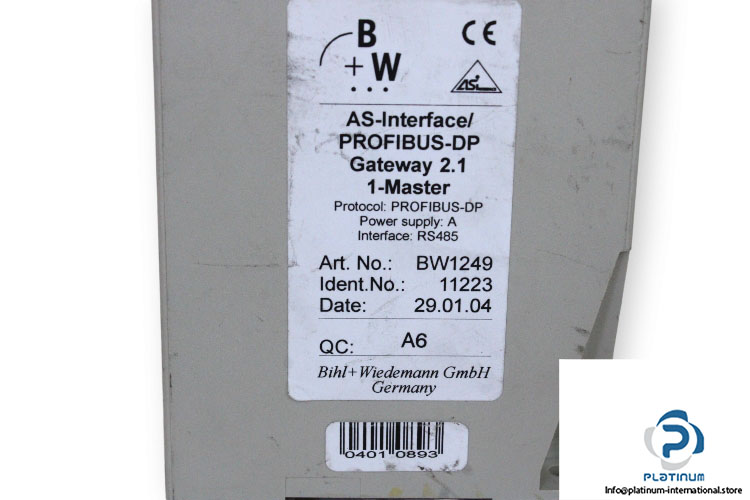 B
+W
CE
ASi
AS-Interface/
PROFIBUS-DP
Gateway 2.1
1-Master
Protocol: PROFIBUS-DP
Power supply: A
Interface: RS485
Art. No.: BW1249
Ident.No.: 11223
Date: 29.01.04
QC: A6
Bihl+Wiedemann GmbH
Germany
0401 0893
PLATINUM
Info@platinum-international.store